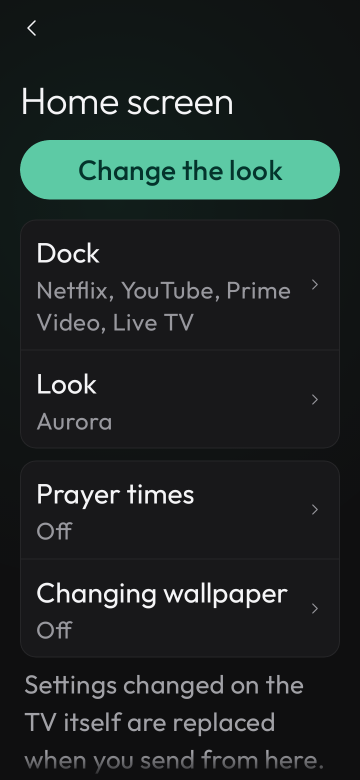 Home screen
Change the look
Dock
Netflix, YouTube, Prime
Video, Live TV
Look
Aurora
Prayer times
Off
Changing wallpaper
Off
Settings changed on the
TV itself are replaced
when you send from here.